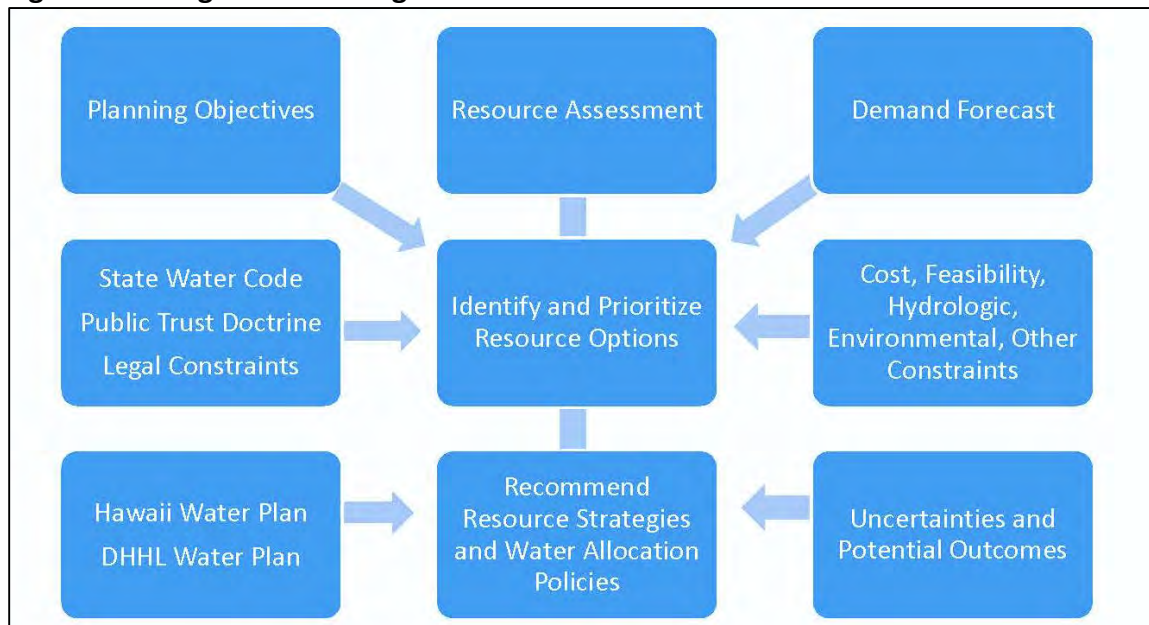 Planning Objectives
Resource Assessment
Demand Forecast
State Water Code
Public Trust Doctrine
Legal Constraints
Identify and Prioritize
Resource Options
Cost, Feasibility,
Hydrologic,
Environmental, Other
Constraints
Hawaii Water Plan
DHHL Water Plan
Recommend
Resource Strategies
and Water Allocation
Policies
Uncertainties and
Potential Outcomes